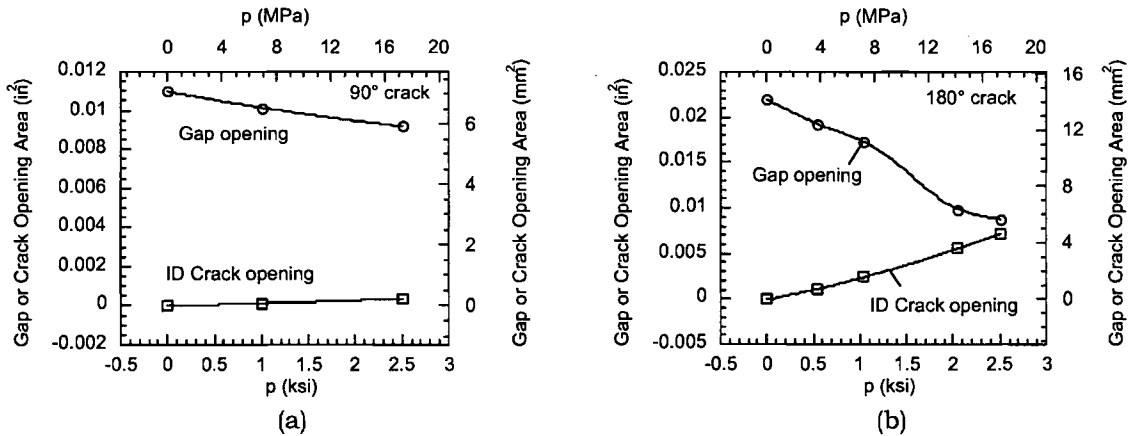 p (MPa)
0 4 8 12 16 20
0.012
0.01
0.008
0.006
0.004
0.002
0
-0.002
Gap or Crack Opening Area (in²)
90° crack
Gap opening
ID Crack opening
6
4
2
0
Gap or Crack Opening Area (mm²)
-0.5 0 0.5 1 1.5 2 2.5 3
p (ksi)
(a)
p (MPa)
0 4 8 12 16 20
0.025
0.02
0.015
0.01
0.005
0
-0.005
Gap or Crack Opening Area (in²)
180° crack
Gap opening
ID Crack opening
16
12
8
4
0
Gap or Crack Opening Area (mm²)
-0.5 0 0.5 1 1.5 2 2.5 3
p (ksi)
(b)